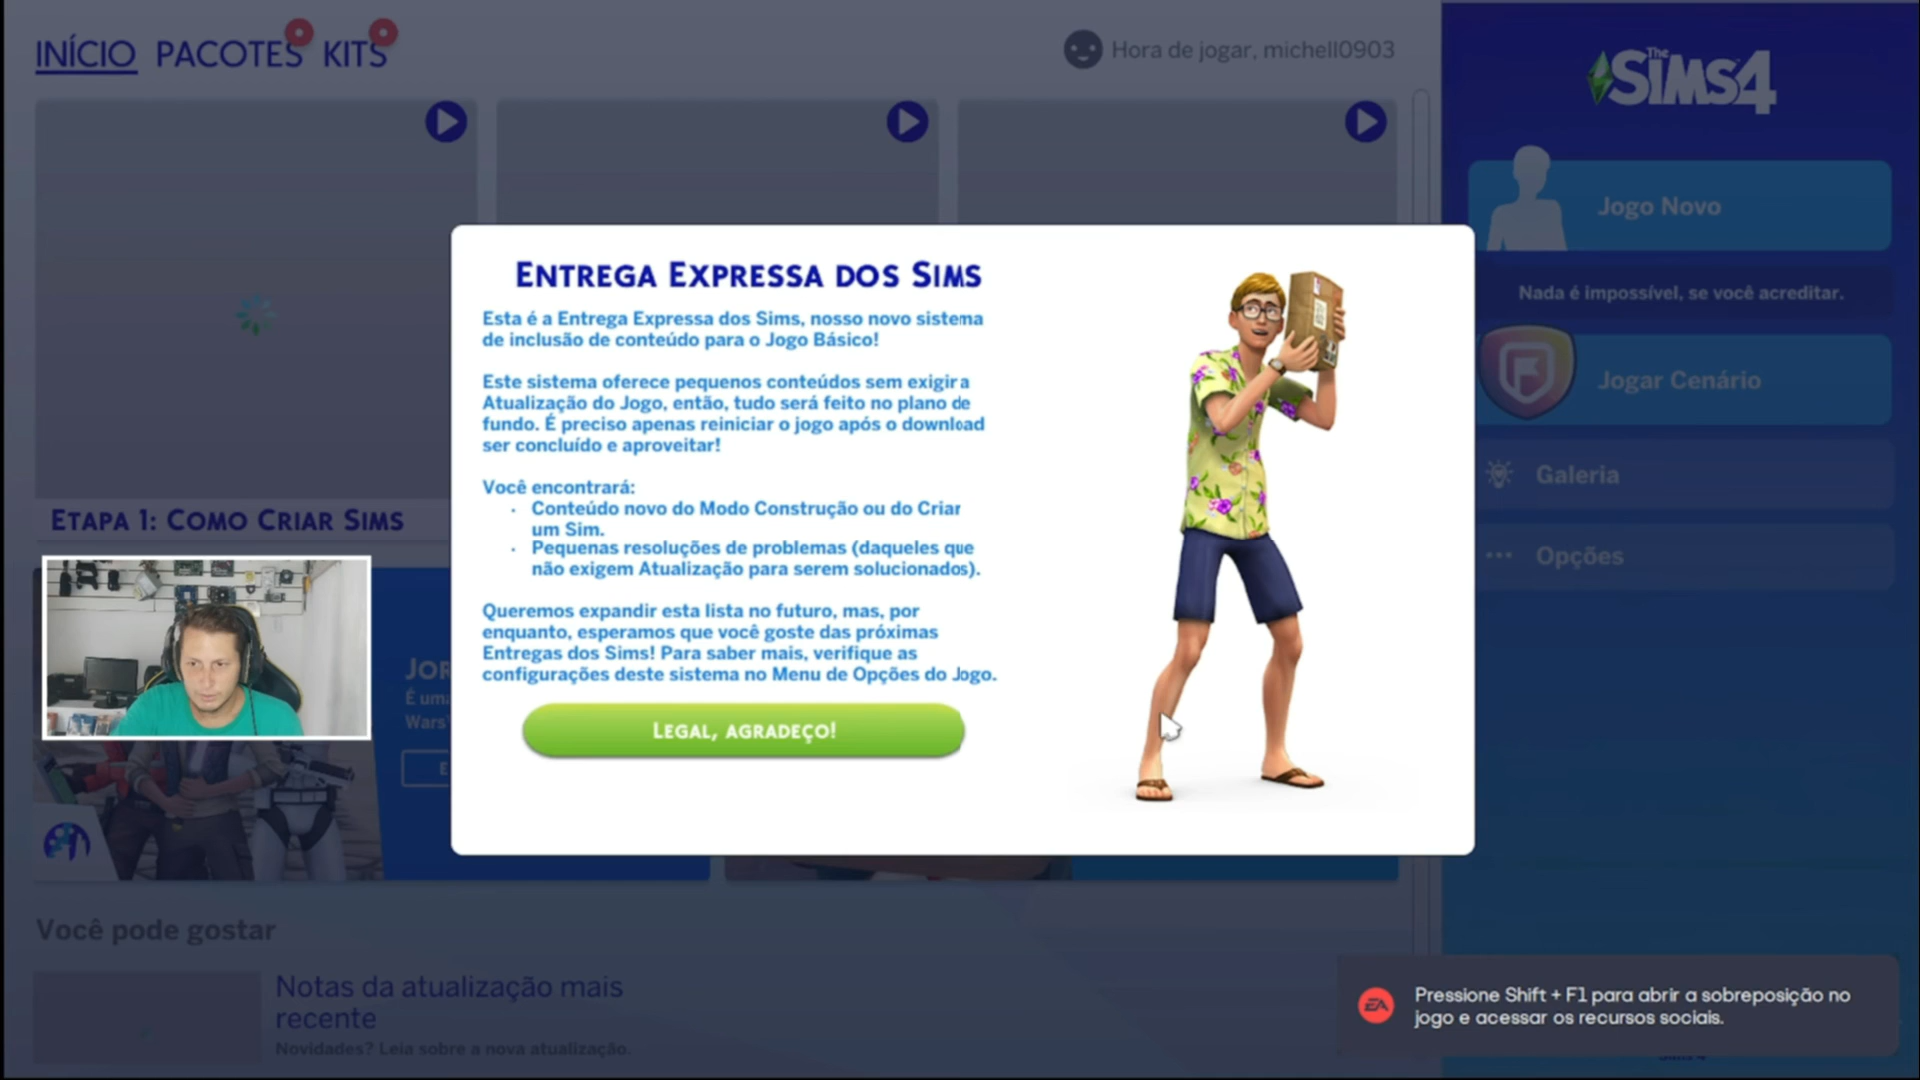 INÍCIO PACOTES KITS
Hora de jogar, michell0903
The SIMS 4
Jogo Novo
Nada é impossível, se você acreditar.
Jogar Cenário
Galeria
Opções
ENTREGA EXPRESSA DOS SIMS
Esta é a Entrega Expressa dos Sims, nosso novo sistema
de inclusão de conteúdo para o Jogo Básico!
Este sistema oferece pequenos conteúdos sem exigir a
Atualização do Jogo, então, tudo será feito no plano de
fundo. É preciso apenas reiniciar o jogo após o download
ser concluído e aproveitar!
Você encontrará:
· Conteúdo novo do Modo Construção ou do Criar
um Sim.
· Pequenas resoluções de problemas (daqueles que
não exigem Atualização para serem solucionados).
Queremos expandir esta lista no futuro, mas, por
enquanto, esperamos que você goste das próximas
Entregas dos Sims! Para saber mais, verifique as
configurações deste sistema no Menu de Opções do Jogo.
LEGAL, AGRADEÇO!
ETAPA 1: COMO CRIAR SIMS
JOR
É uma
Wars
E
Você pode gostar
Notas da atualização mais
recente
Novidades? Leia sobre a nova atualização.
EA
Pressione Shift + F1 para abrir a sobreposição no
jogo e acessar os recursos sociais.